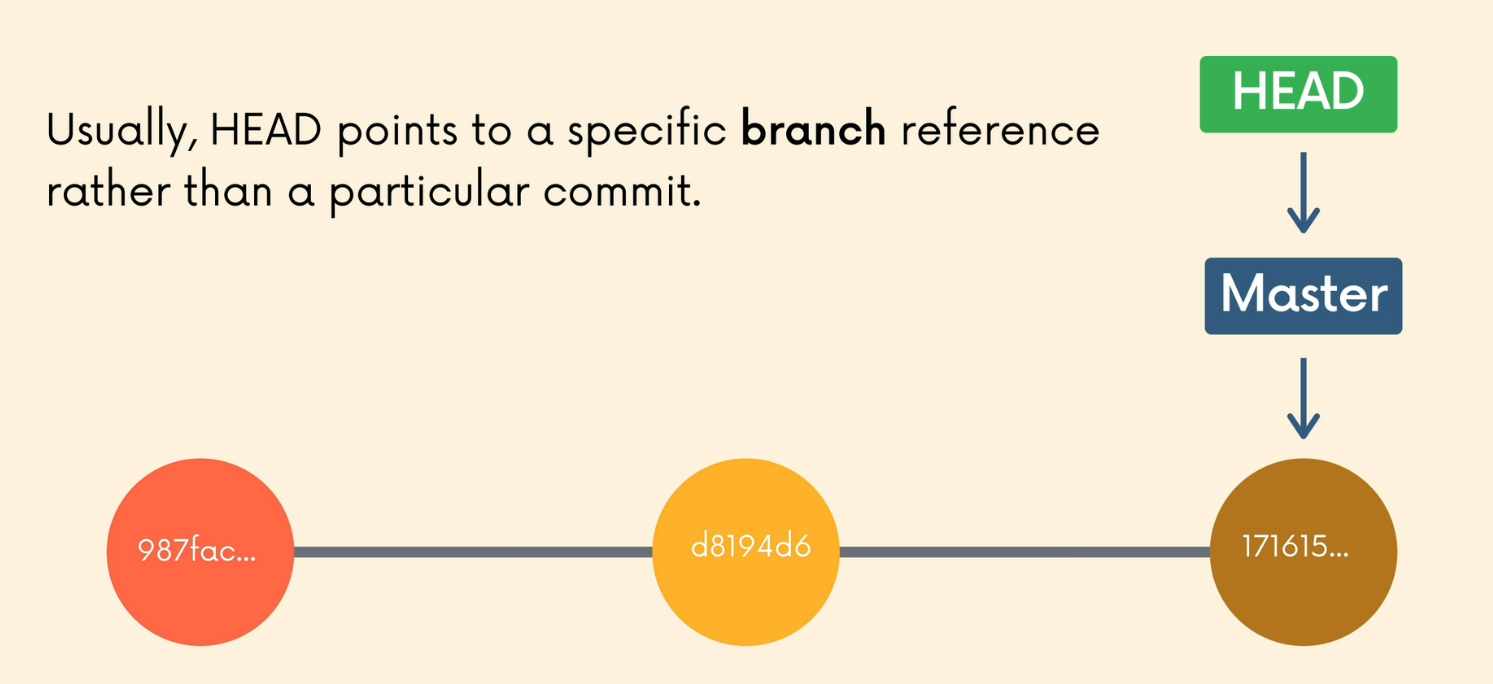 HEAD
Usually, HEAD points to a specific branch reference
rather than a particular commit.
Master
987fac...
d8194d6
171615...